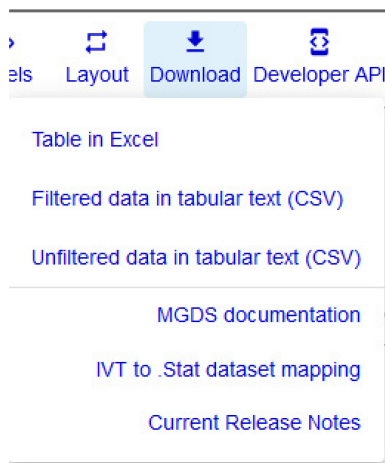 els Layout Download Developer API
Table in Excel
Filtered data in tabular text (CSV)
Unfiltered data in tabular text (CSV)
MGDS documentation
IVT to .Stat dataset mapping
Current Release Notes